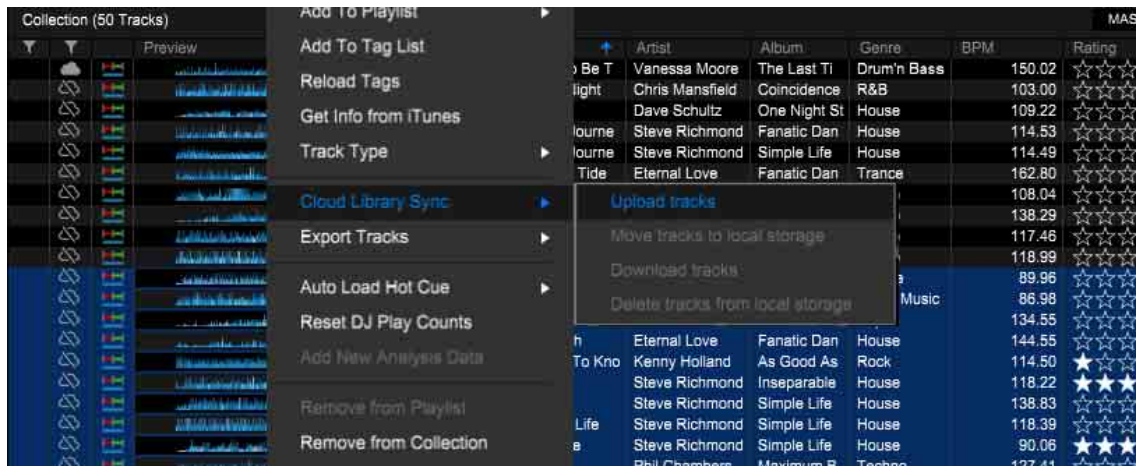 Collection (50 Tracks)
MAS
Add To Playlist
Preview
Artist Album Genre BPM Rating
Add To Tag List
o Be T Vanessa Moore The Last Ti Drum'n Bass 150.02
Reload Tags
light Chris Mansfield Coincidence R&B 103.00
Dave Schultz One Night St House 109.22
Get Info from iTunes
Journe Steve Richmond Fanatic Dan House 114.53
Track Type
Journe Steve Richmond Simple Life House 114.49
Tide Eternal Love Fanatic Dan Trance 162.80
Cloud Library Sync
Upload tracks
108.04
138.29
Export Tracks
Move tracks to local storage
117.46
118.99
Download tracks
89.96
Auto Load Hot Cue
Delete tracks from local storage
Music 86.98
Reset DJ Play Counts
134.55
h Eternal Love Fanatic Dan House 144.55
Add New Analysis Data
To Kno Kenny Holland As Good As Rock 114.50
Steve Richmond Inseparable House 118.22
Remove from Playlist
Steve Richmond Simple Life House 138.83
Life Steve Richmond Simple Life House 118.39
Remove from Collection
e Steve Richmond Simple Life House 90.06
Phil Chambers Maximum B Techno 127.41